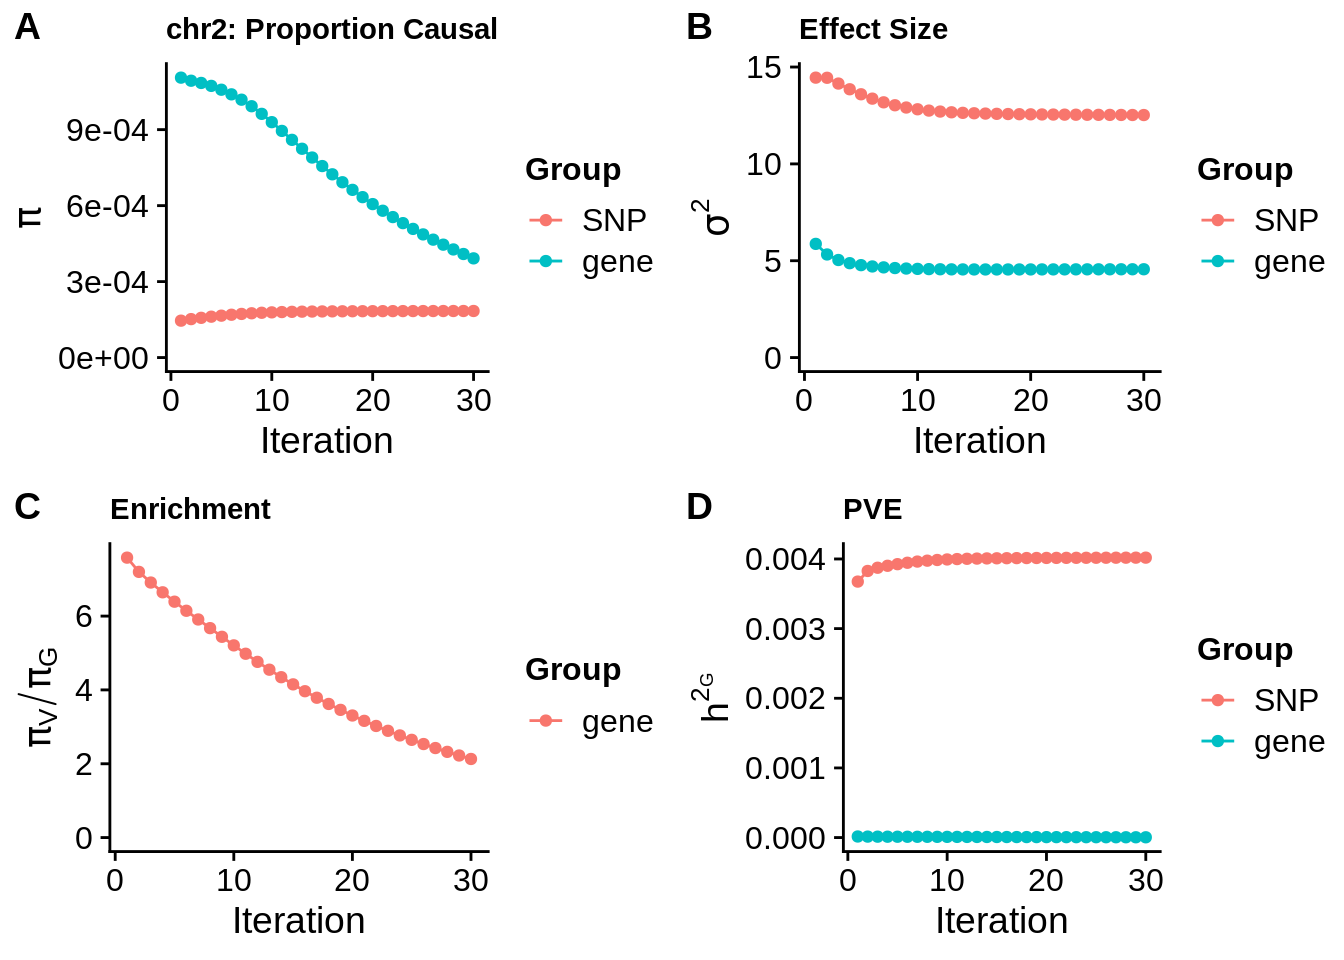 A
chr2: Proportion Causal
π
9e-04
6e-04
3e-04
0e+00
0 10 20 30
Iteration
Group
SNP
gene
B
Effect Size
σ²
15
10
5
0
0 10 20 30
Iteration
Group
SNP
gene
C
Enrichment
πV/πG
6
4
2
0
0 10 20 30
Iteration
Group
gene
D
PVE
h2G
0.004
0.003
0.002
0.001
0.000
0 10 20 30
Iteration
Group
SNP
gene